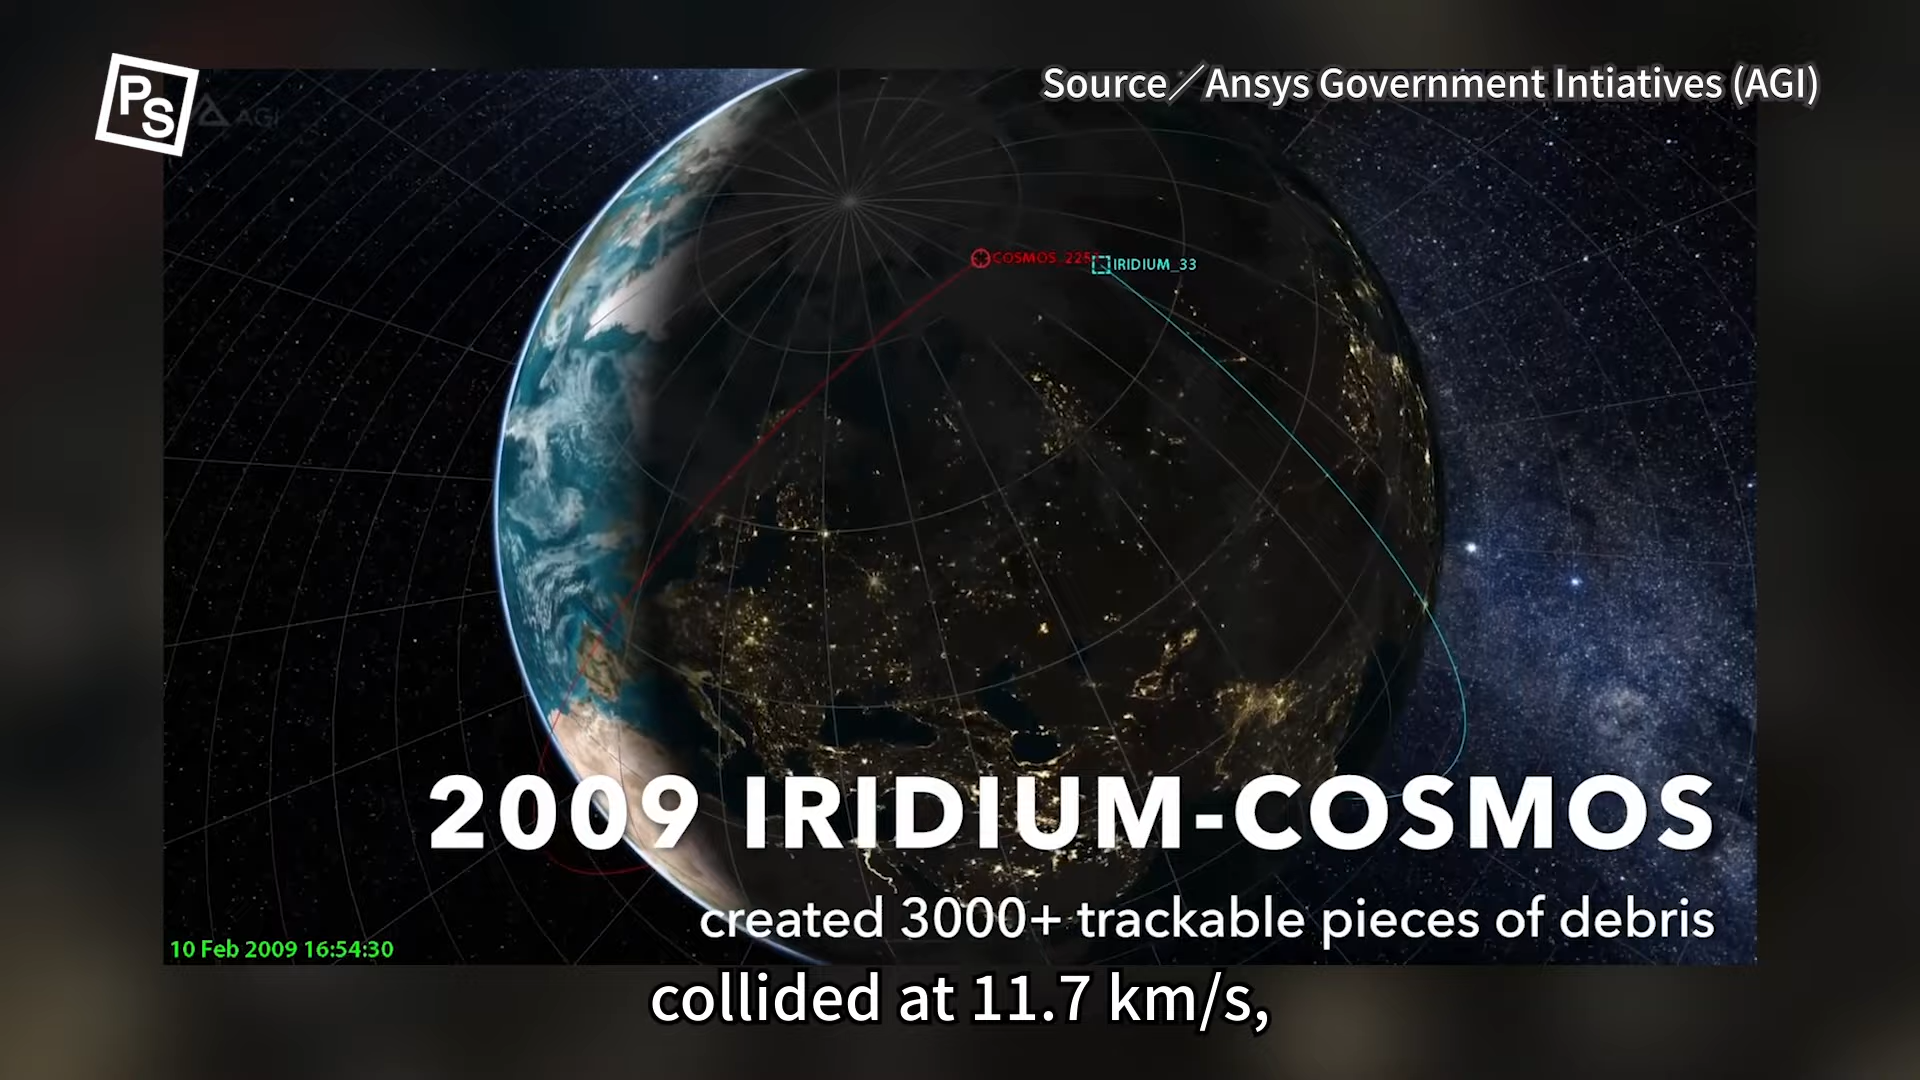 Source／Ansys Government Intiatives (AGI)
PS
AGI
COSMOS_225
IRIDIUM_33
2009 IRIDIUM-COSMOS
created 3000+ trackable pieces of debris
10 Feb 2009 16:54:30
collided at 11.7 km/s,